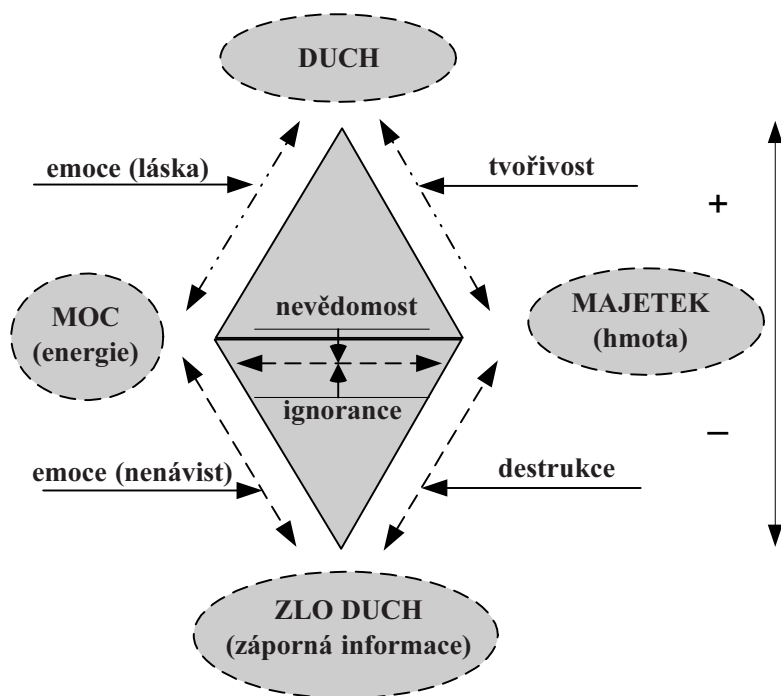 DUCH
emoce (láska)
tvořivost
+
MOC
(energie)
nevědomost
MAJETEK
(hmota)
ignorance
–
emoce (nenávist)
destrukce
ZLO DUCH
(záporná informace)